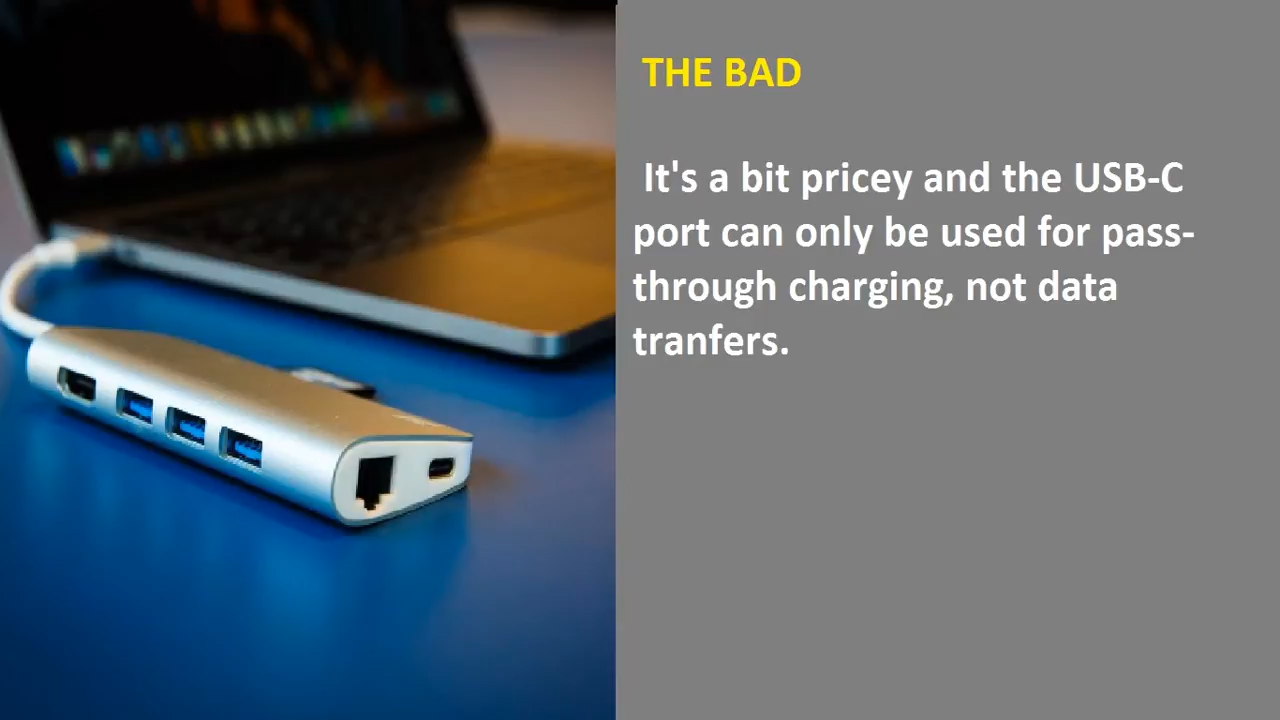 THE BAD
It's a bit pricey and the USB-C
port can only be used for pass-
through charging, not data
tranfers.